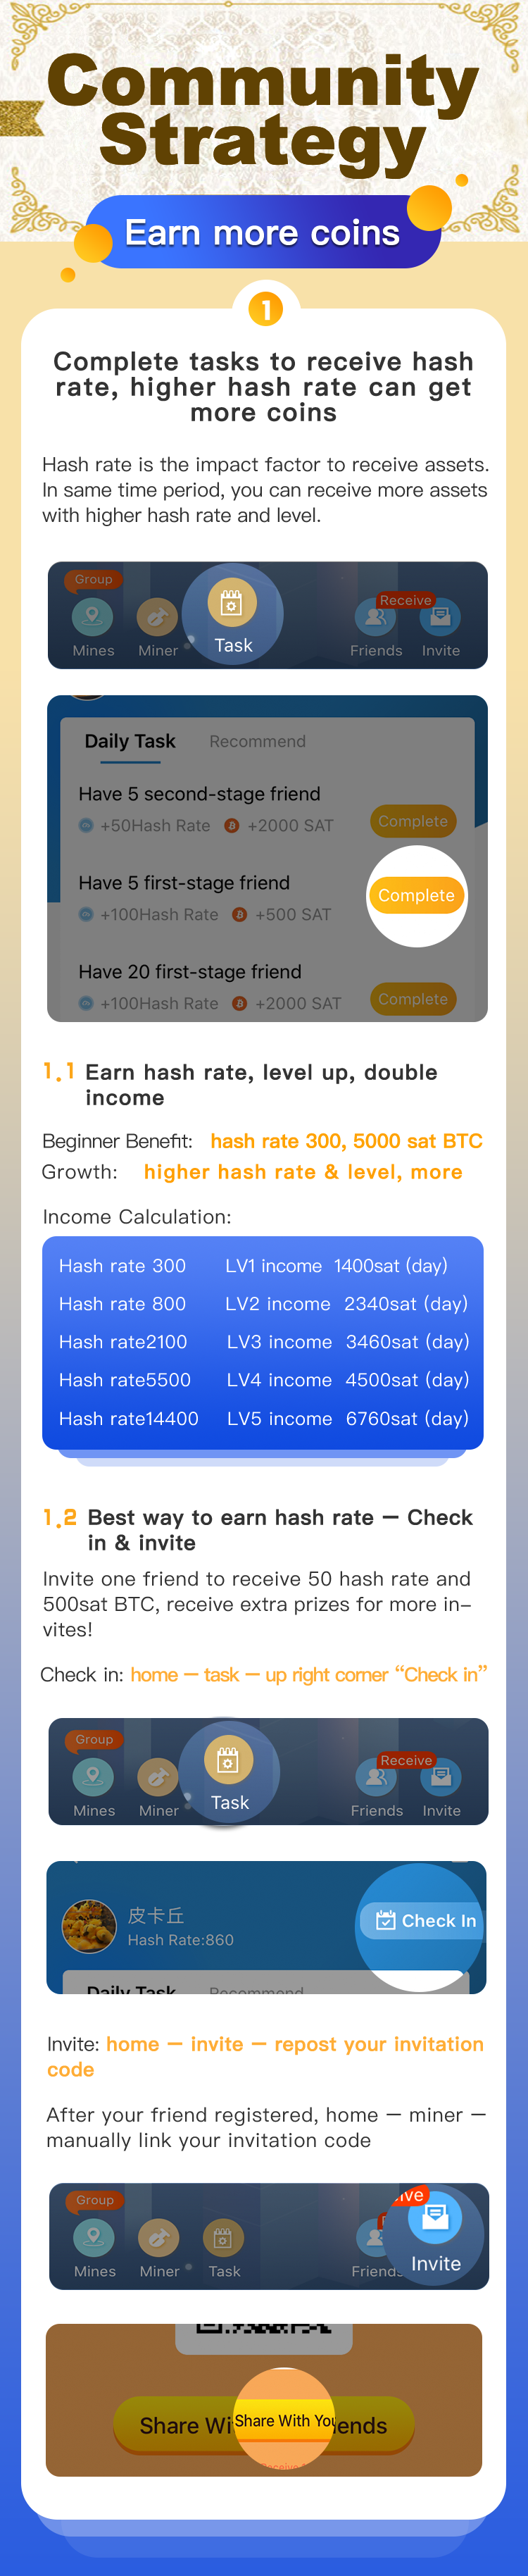 Community
Strategy
Earn more coins
1
Complete tasks to receive hash
rate, higher hash rate can get
more coins
Hash rate is the impact factor to receive assets.
In same time period, you can receive more assets
with higher hash rate and level.
Group
Receive
Mines Miner Task Friends Invite
Daily Task Recommend
Have 5 second-stage friend
+50Hash Rate +2000 SAT Complete
Have 5 first-stage friend
+100Hash Rate +500 SAT Complete
Have 20 first-stage friend
+100Hash Rate +2000 SAT Complete
1.1 Earn hash rate, level up, double
income
Beginner Benefit: hash rate 300, 5000 sat BTC
Growth: higher hash rate & level, more
Income Calculation:
Hash rate 300 LV1 income 1400sat (day)
Hash rate 800 LV2 income 2340sat (day)
Hash rate2100 LV3 income 3460sat (day)
Hash rate5500 LV4 income 4500sat (day)
Hash rate14400 LV5 income 6760sat (day)
1.2 Best way to earn hash rate — Check
in & invite
Invite one friend to receive 50 hash rate and
500sat BTC, receive extra prizes for more in-
vites!
Check in: home — task — up right corner “Check in”
Group
Receive
Mines Miner Task Friends Invite
皮卡丘
Hash Rate:860
Check In
Daily Task Recommend
Invite: home — invite — repost your invitation
code
After your friend registered, home — miner —
manually link your invitation code
Group
ive
Mines Miner Task Friends Invite
Share Wi Share With You iends